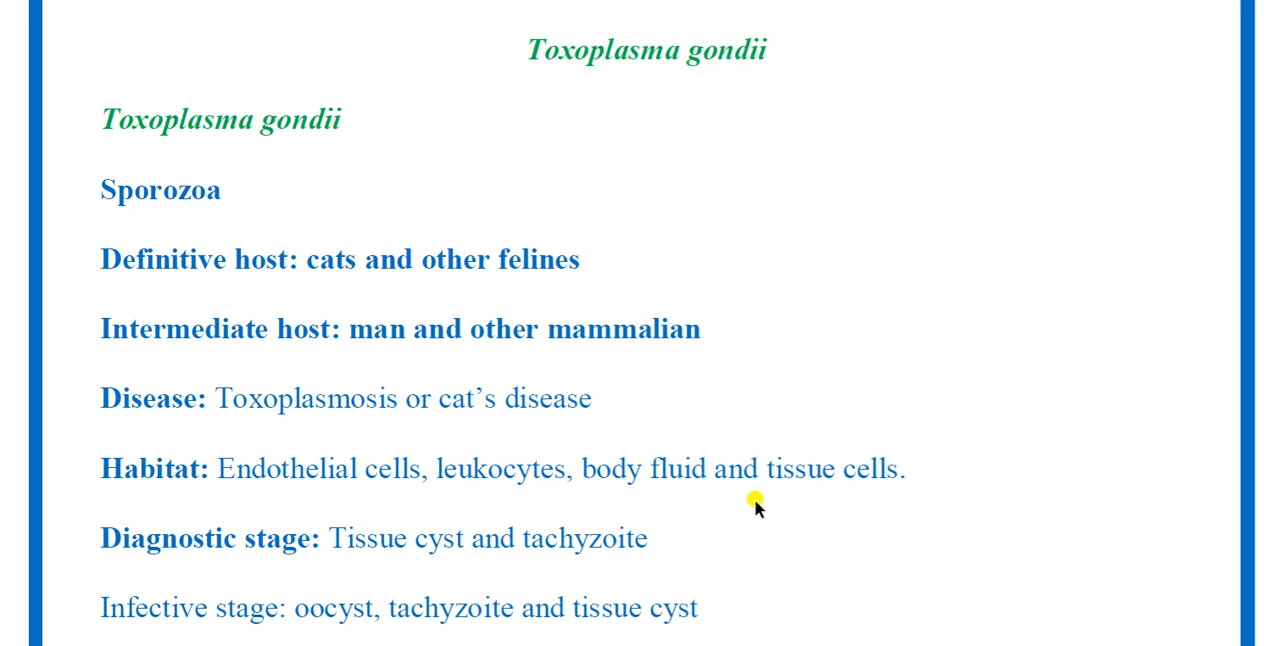 Toxoplasma gondii
Toxoplasma gondii
Sporozoa
Definitive host: cats and other felines
Intermediate host: man and other mammalian
Disease: Toxoplasmosis or cat’s disease
Habitat: Endothelial cells, leukocytes, body fluid and tissue cells.
Diagnostic stage: Tissue cyst and tachyzoite
Infective stage: oocyst, tachyzoite and tissue cyst